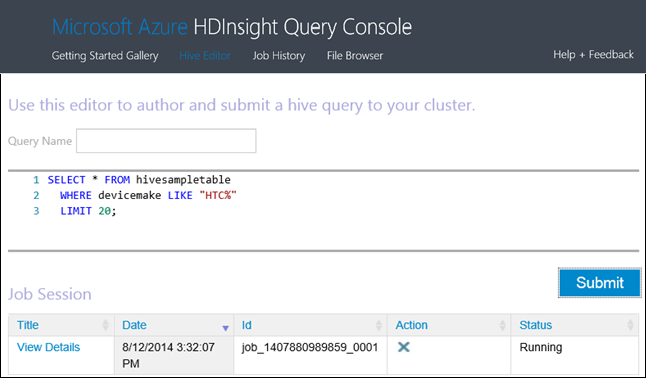 Microsoft Azure HDInsight Query Console
Getting Started Gallery Hive Editor Job History File Browser Help + Feedback
Use this editor to author and submit a hive query to your cluster.
Query Name
1 SELECT * FROM hivesampletable
2 WHERE devicemake LIKE "HTC%"
3 LIMIT 20;
Submit
Job Session
Title Date Id Action Status
View Details 8/12/2014 3:32:07 PM job_1407880989859_0001 Running